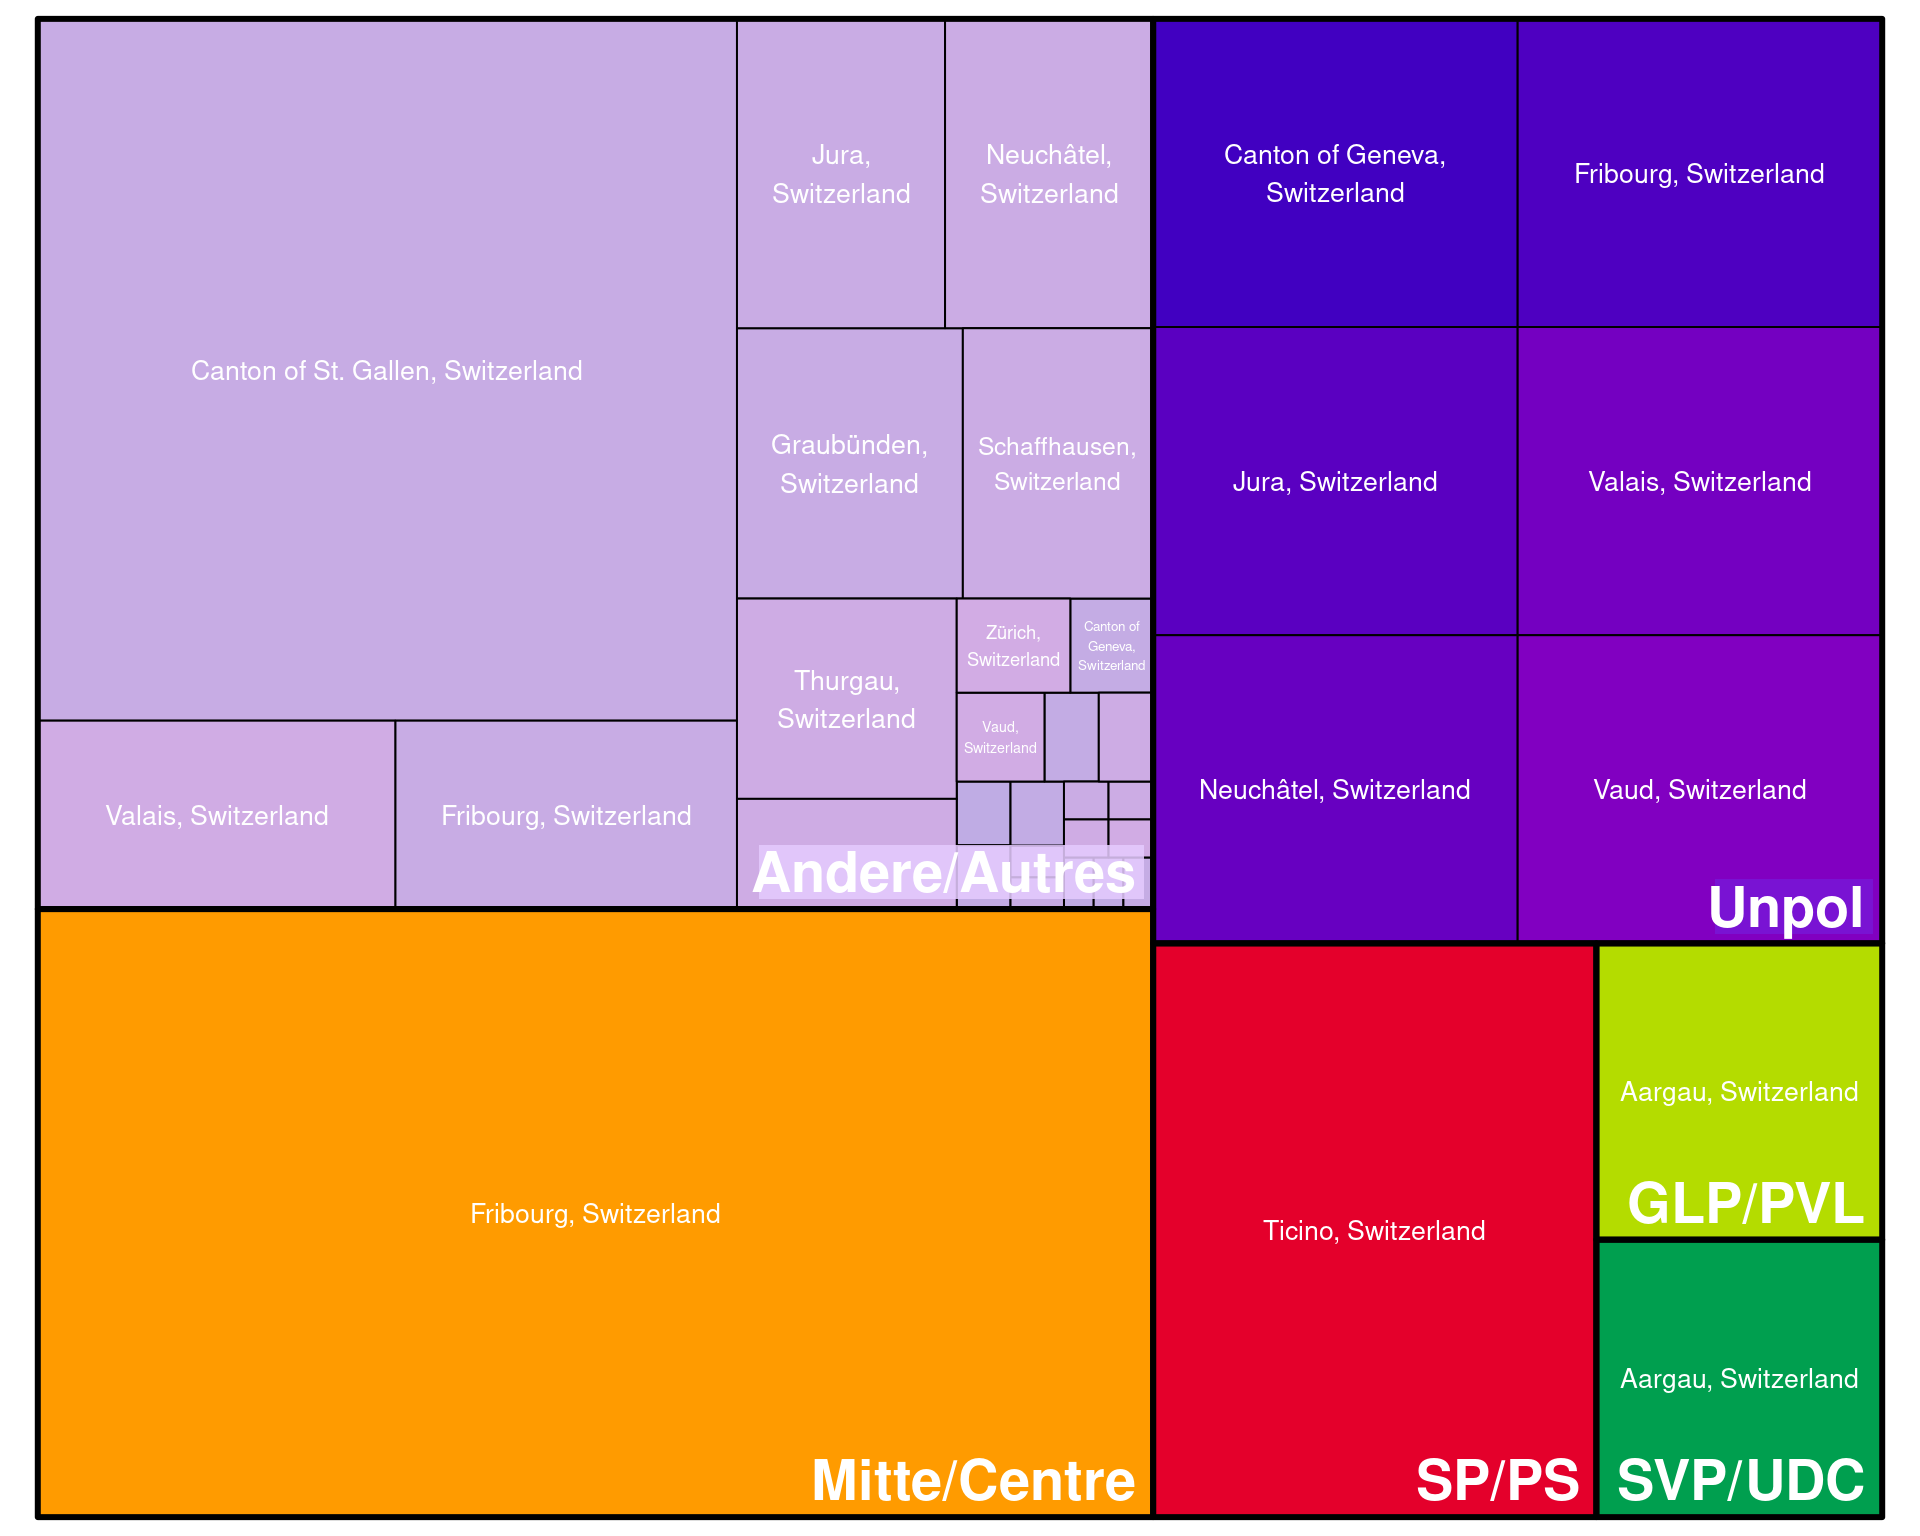 Canton of St. Gallen, Switzerland
Valais, Switzerland
Fribourg, Switzerland
Jura,
Switzerland
Neuchâtel,
Switzerland
Graubünden,
Switzerland
Schaffhausen,
Switzerland
Thurgau,
Switzerland
Zürich,
Switzerland
Canton of
Geneva,
Switzerland
Vaud,
Switzerland
Andere/Autres
Canton of Geneva,
Switzerland
Fribourg, Switzerland
Jura, Switzerland
Valais, Switzerland
Neuchâtel, Switzerland
Vaud, Switzerland
Unpol
Fribourg, Switzerland
Mitte/Centre
Ticino, Switzerland
SP/PS
Aargau, Switzerland
GLP/PVL
Aargau, Switzerland
SVP/UDC